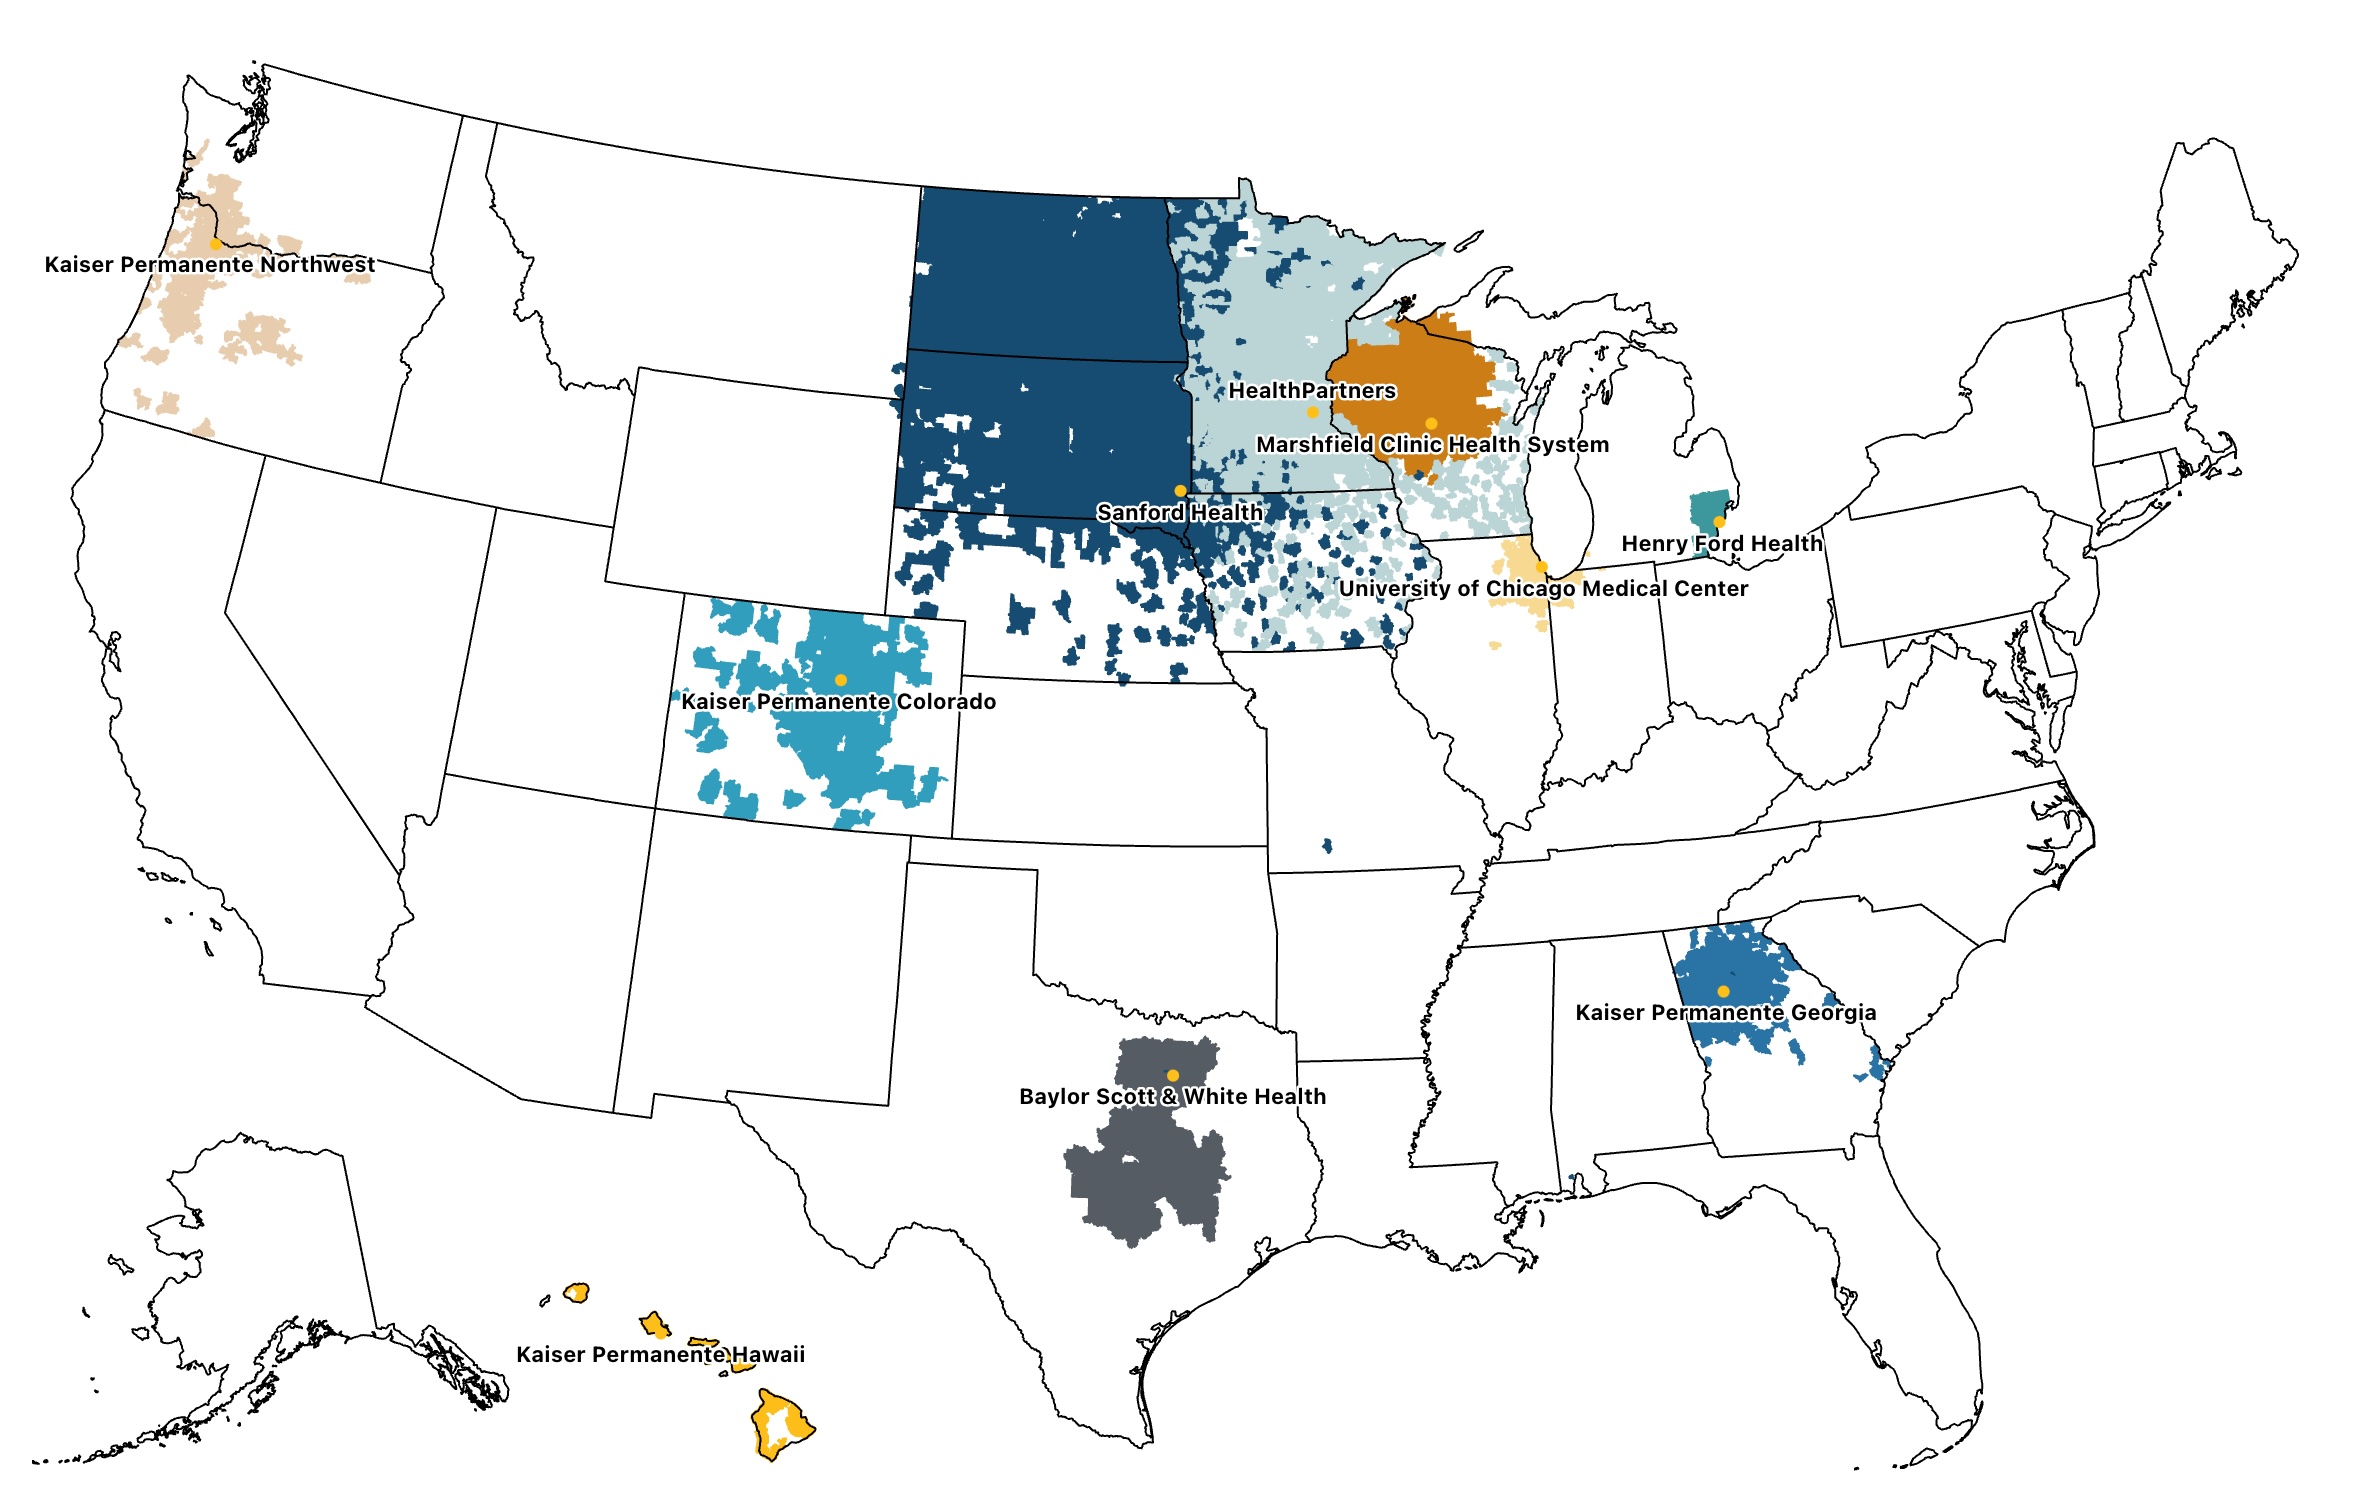 Kaiser Permanente Northwest
HealthPartners
Marshfield Clinic Health System
Sanford Health
Henry Ford Health
University of Chicago Medical Center
Kaiser Permanente Colorado
Kaiser Permanente Georgia
Baylor Scott & White Health
Kaiser Permanente Hawaii